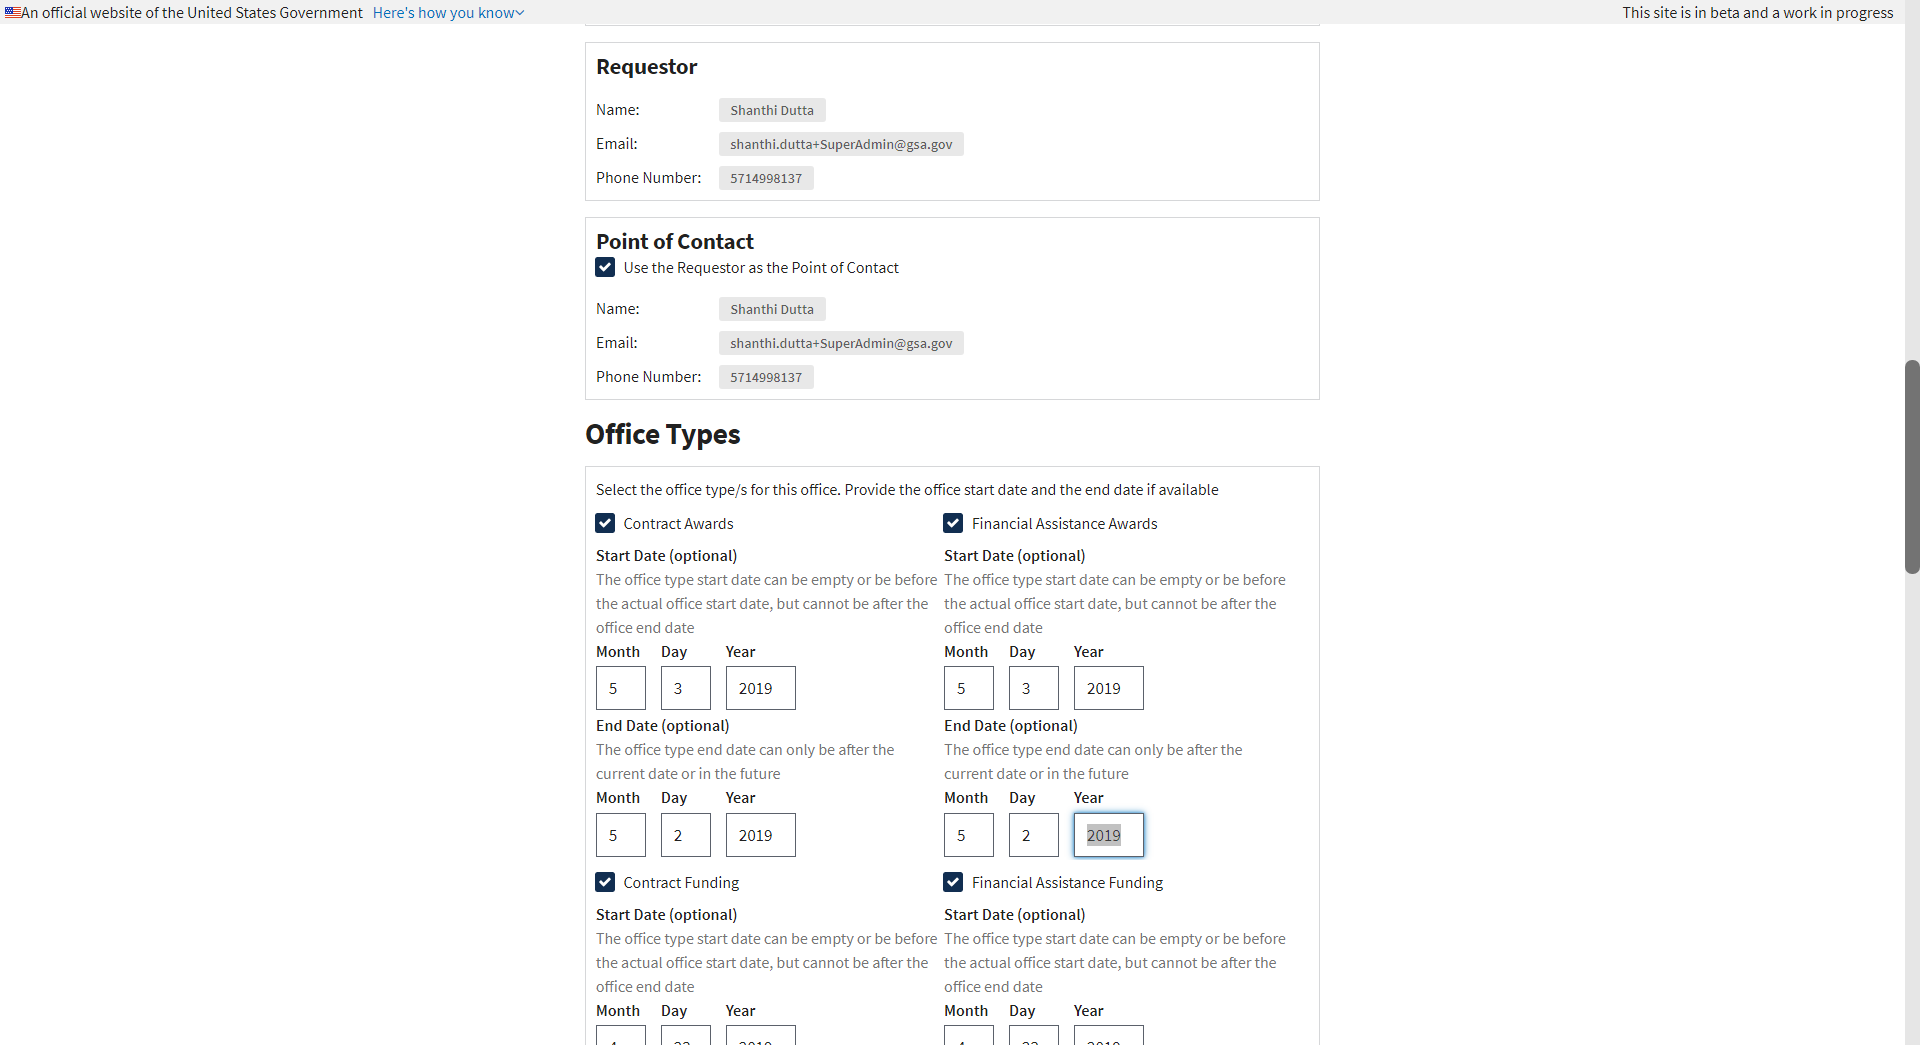 An official website of the United States Government Here's how you know This site is in beta and a work in progress
Requestor
Name: Shanthi Dutta
Email: shanthi.dutta+SuperAdmin@gsa.gov
Phone Number: 5714998137
Point of Contact
Use the Requestor as the Point of Contact
Name: Shanthi Dutta
Email: shanthi.dutta+SuperAdmin@gsa.gov
Phone Number: 5714998137
Office Types
Select the office type/s for this office. Provide the office start date and the end date if available
Contract Awards
Start Date (optional)
The office type start date can be empty or be before
the actual office start date, but cannot be after the
office end date
Month Day Year
5 3 2019
End Date (optional)
The office type end date can only be after the
current date or in the future
Month Day Year
5 2 2019
Financial Assistance Awards
Start Date (optional)
The office type start date can be empty or be before
the actual office start date, but cannot be after the
office end date
Month Day Year
5 3 2019
End Date (optional)
The office type end date can only be after the
current date or in the future
Month Day Year
5 2 2019
Contract Funding
Start Date (optional)
The office type start date can be empty or be before
the actual office start date, but cannot be after the
office end date
Month Day Year
Financial Assistance Funding
Start Date (optional)
The office type start date can be empty or be before
the actual office start date, but cannot be after the
office end date
Month Day Year